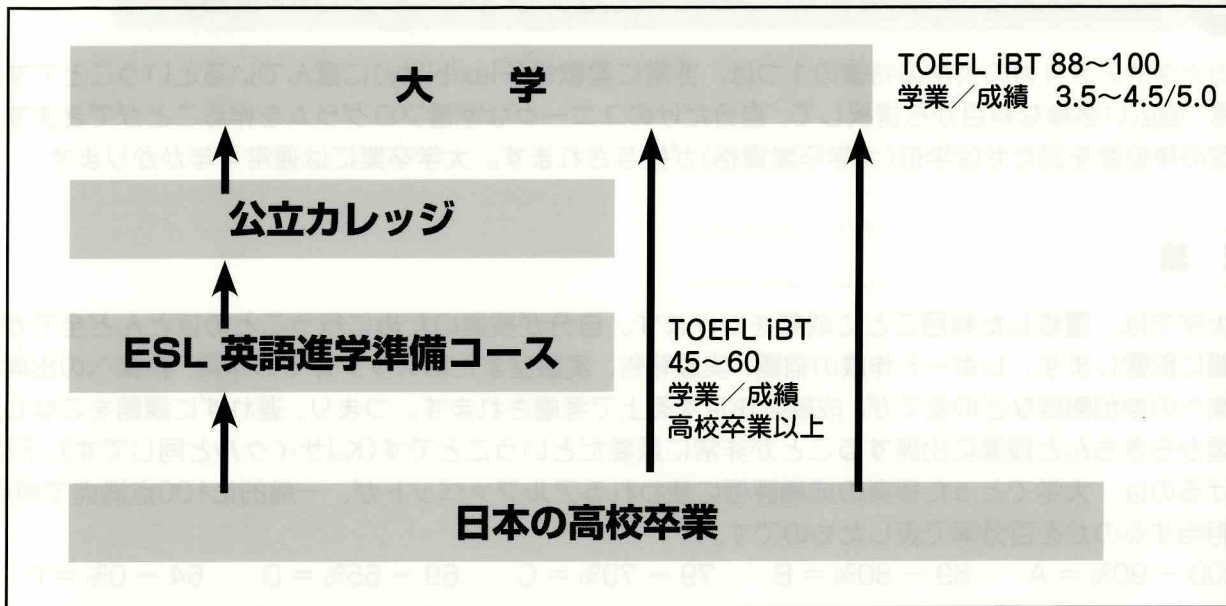 大　学
TOEFL iBT 88〜100
学業／成績　3.5〜4.5/5.0
公立カレッジ
ESL 英語進学準備コース
TOEFL iBT
45〜60
学業／成績
高校卒業以上
日本の高校卒業